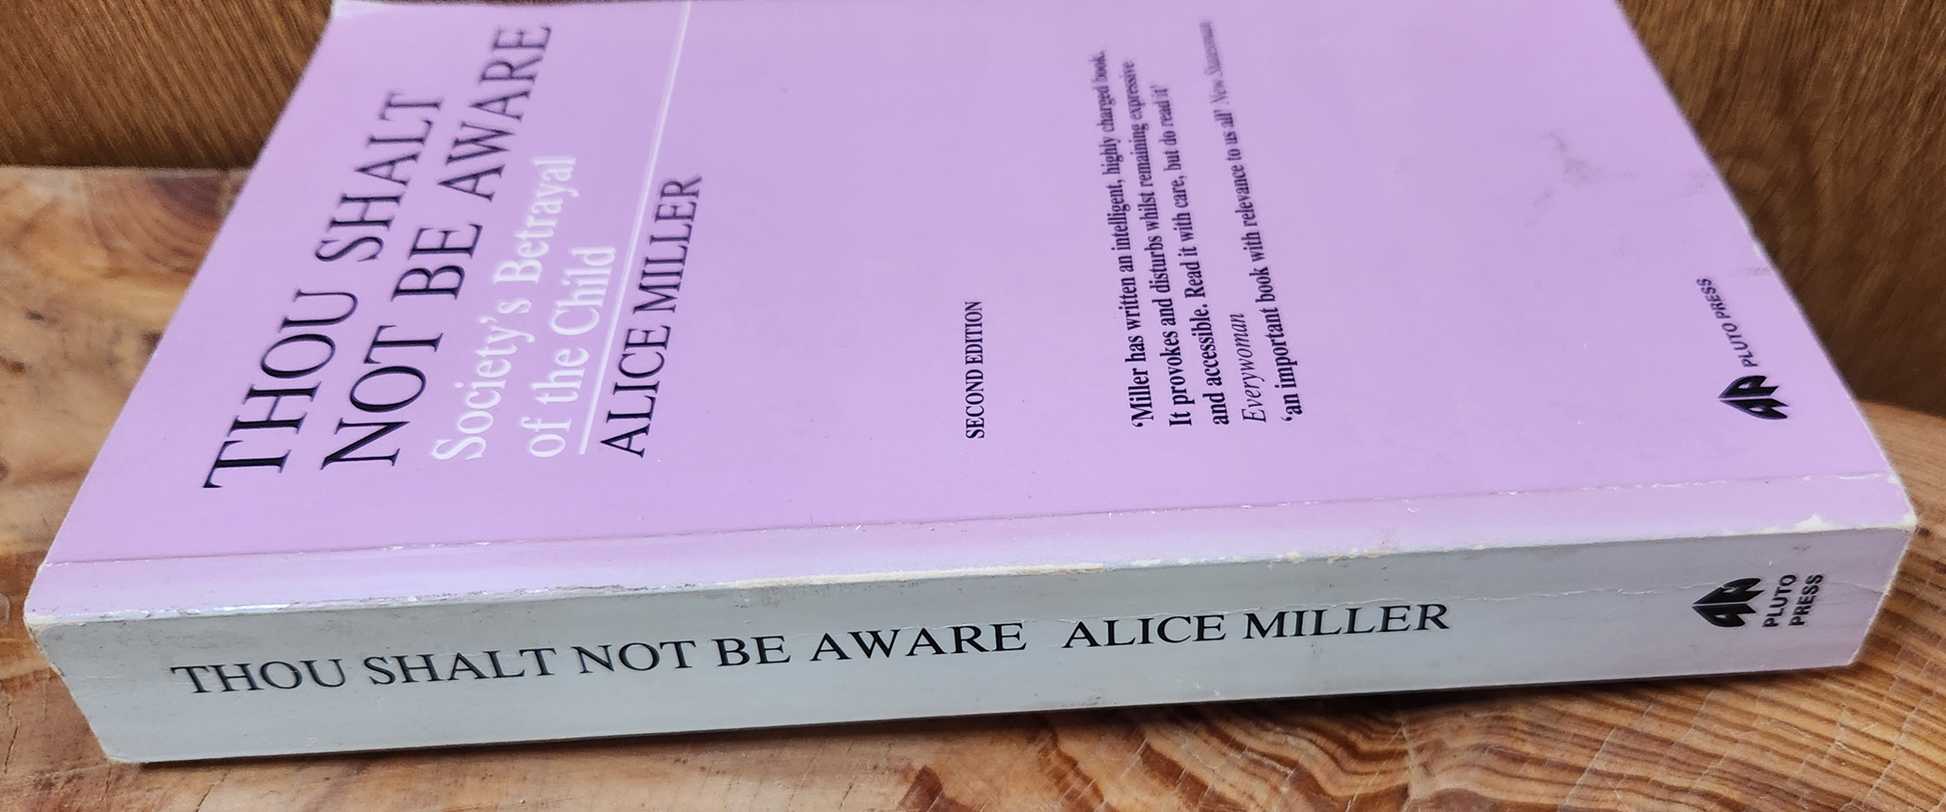 THOU SHALT
NOT BE AWARE
Society's Betrayal
of the Child
ALICE MILLER
SECOND EDITION
‘Miller has written an intelligent, highly charged book.
It provokes and disturbs whilst remaining expressive
and accessible. Read it with care, but do read it’
Everywoman
‘an important book with relevance to us all’ New Statesman
PLUTO PRESS
THOU SHALT NOT BE AWARE ALICE MILLER
PLUTO
PRESS